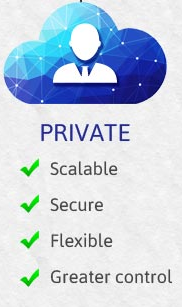 PRIVATE
Scalable
Secure
Flexible
Greater control